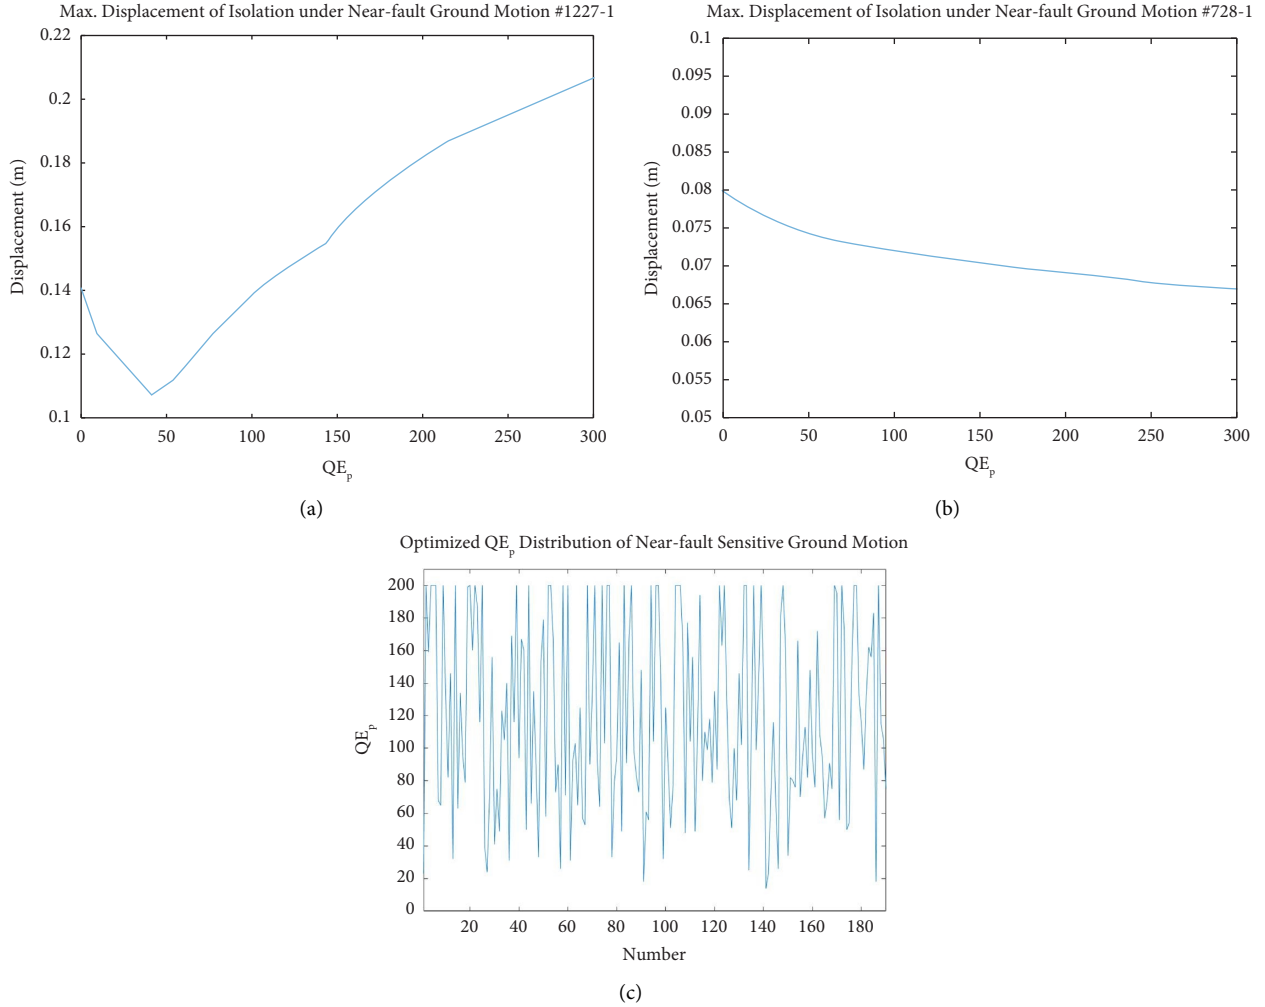 Max. Displacement of Isolation under Near-fault Ground Motion #1227-1
0.22
0.2
0.18
0.16
0.14
0.12
0.1
Displacement (m)
0 50 100 150 200 250 300
QEp
(a)
Max. Displacement of Isolation under Near-fault Ground Motion #728-1
0.1
0.095
0.09
0.085
0.08
0.075
0.07
0.065
0.06
0.055
0.05
Displacement (m)
0 50 100 150 200 250 300
QEp
(b)
Optimized QEp Distribution of Near-fault Sensitive Ground Motion
200
180
160
140
120
100
80
60
40
20
0
QEp
20 40 60 80 100 120 140 160 180
Number
(c)